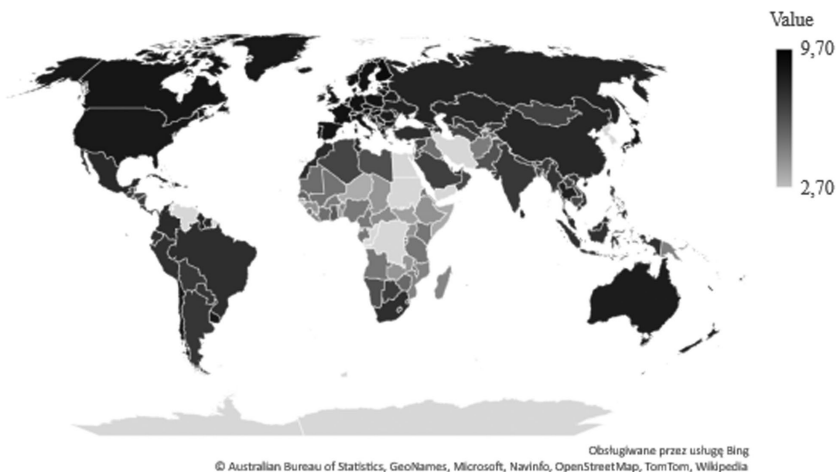 Value
9,70
2,70
Obsługiwane przez usługę Bing
© Australian Bureau of Statistics, GeoNames, Microsoft, Navinfo, OpenStreetMap, TomTom, Wikipedia